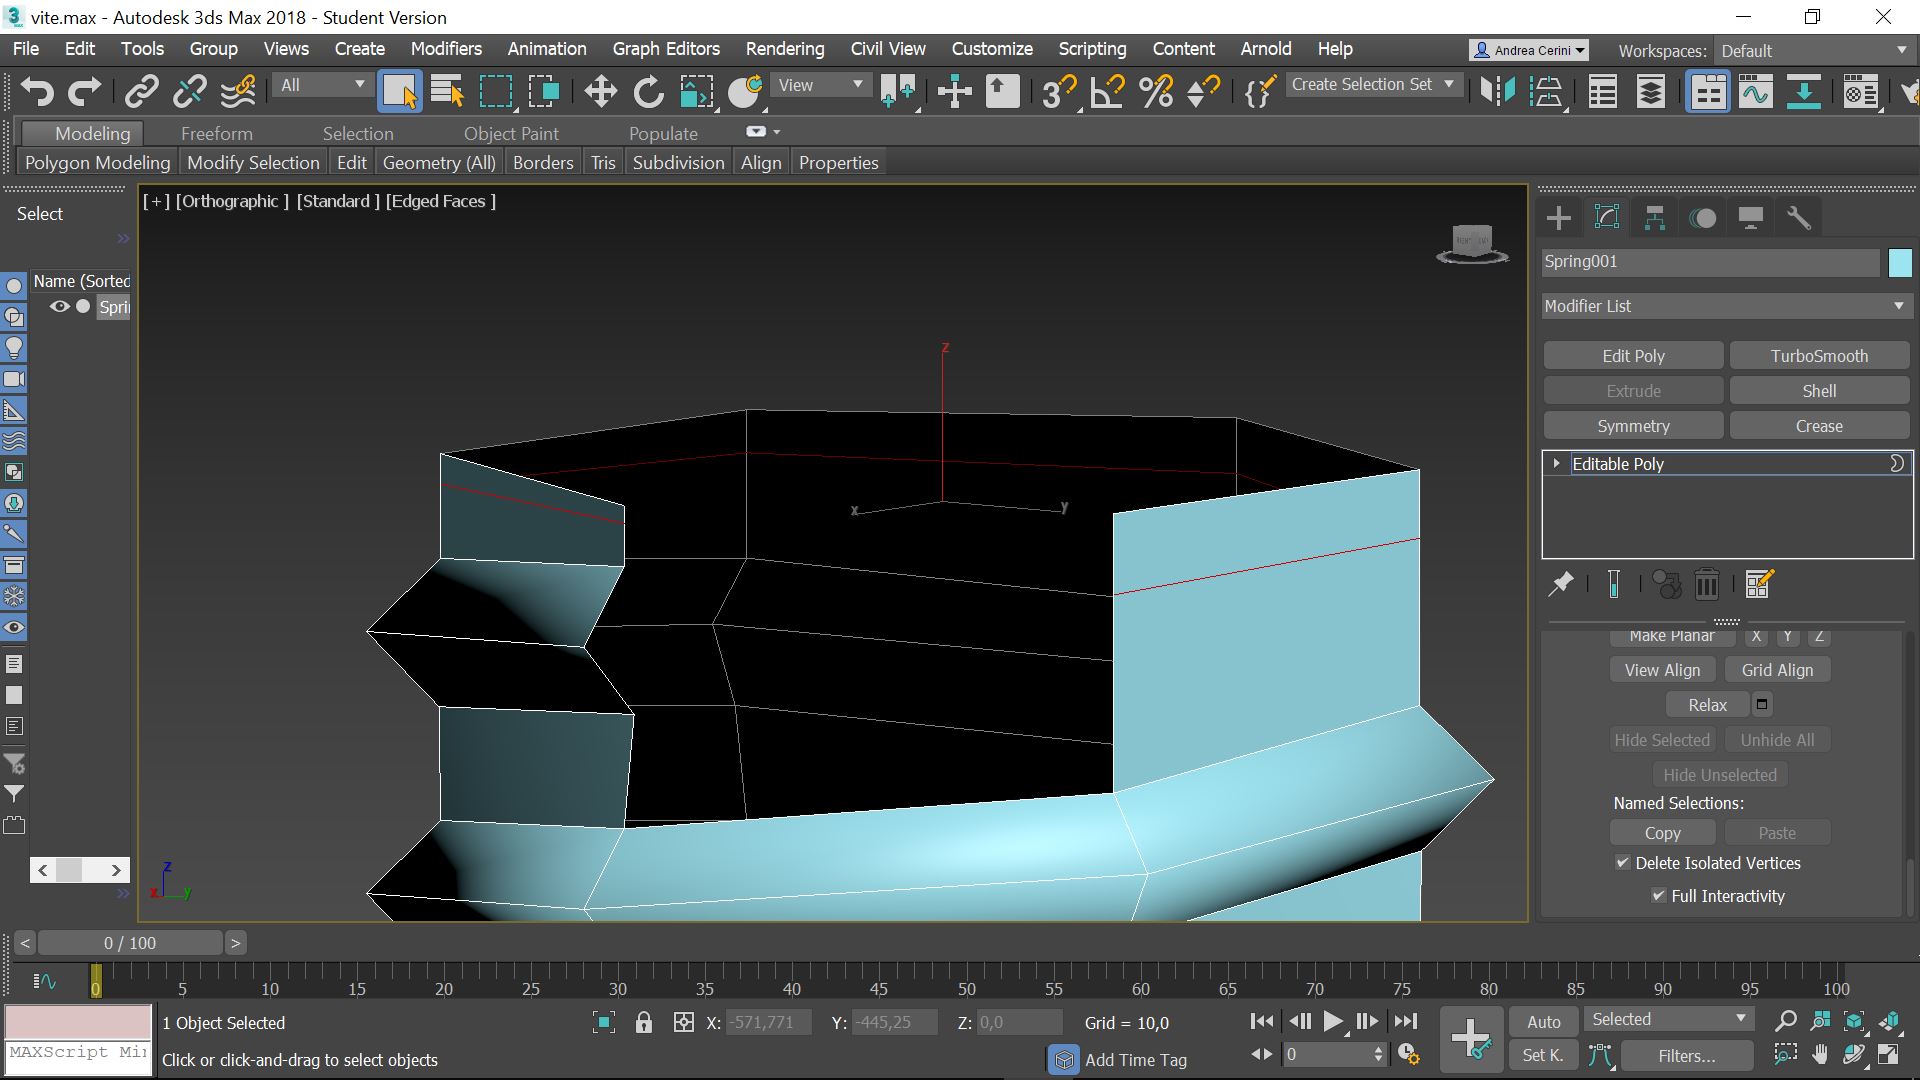 vite.max - Autodesk 3ds Max 2018 - Student Version
File Edit Tools Group Views Create Modifiers Animation Graph Editors Rendering Civil View Customize Scripting Content Arnold Help Andrea Cerini Workspaces: Default
All View Create Selection Set
Modeling Freeform Selection Object Paint Populate
Polygon Modeling Modify Selection Edit Geometry (All) Borders Tris Subdivision Align Properties
Select
[+] [Orthographic ] [Standard ] [Edged Faces ]
Name (Sorted
Sprin
z
x
y
z
x
y
Spring001
Modifier List
Edit Poly TurboSmooth
Extrude Shell
Symmetry Crease
Editable Poly
Make Planar X Y Z
View Align Grid Align
Relax
Hide Selected Unhide All
Hide Unselected
Named Selections:
Copy Paste
Delete Isolated Vertices
Full Interactivity
< 0 / 100 >
0 5 10 15 20 25 30 35 40 45 50 55 60 65 70 75 80 85 90 95 100
1 Object Selected X: -571,771 Y: -445,25 Z: 0,0 Grid = 10,0 Auto Selected
MAXScript Mi Click or click-and-drag to select objects Add Time Tag 0 Set K. Filters...